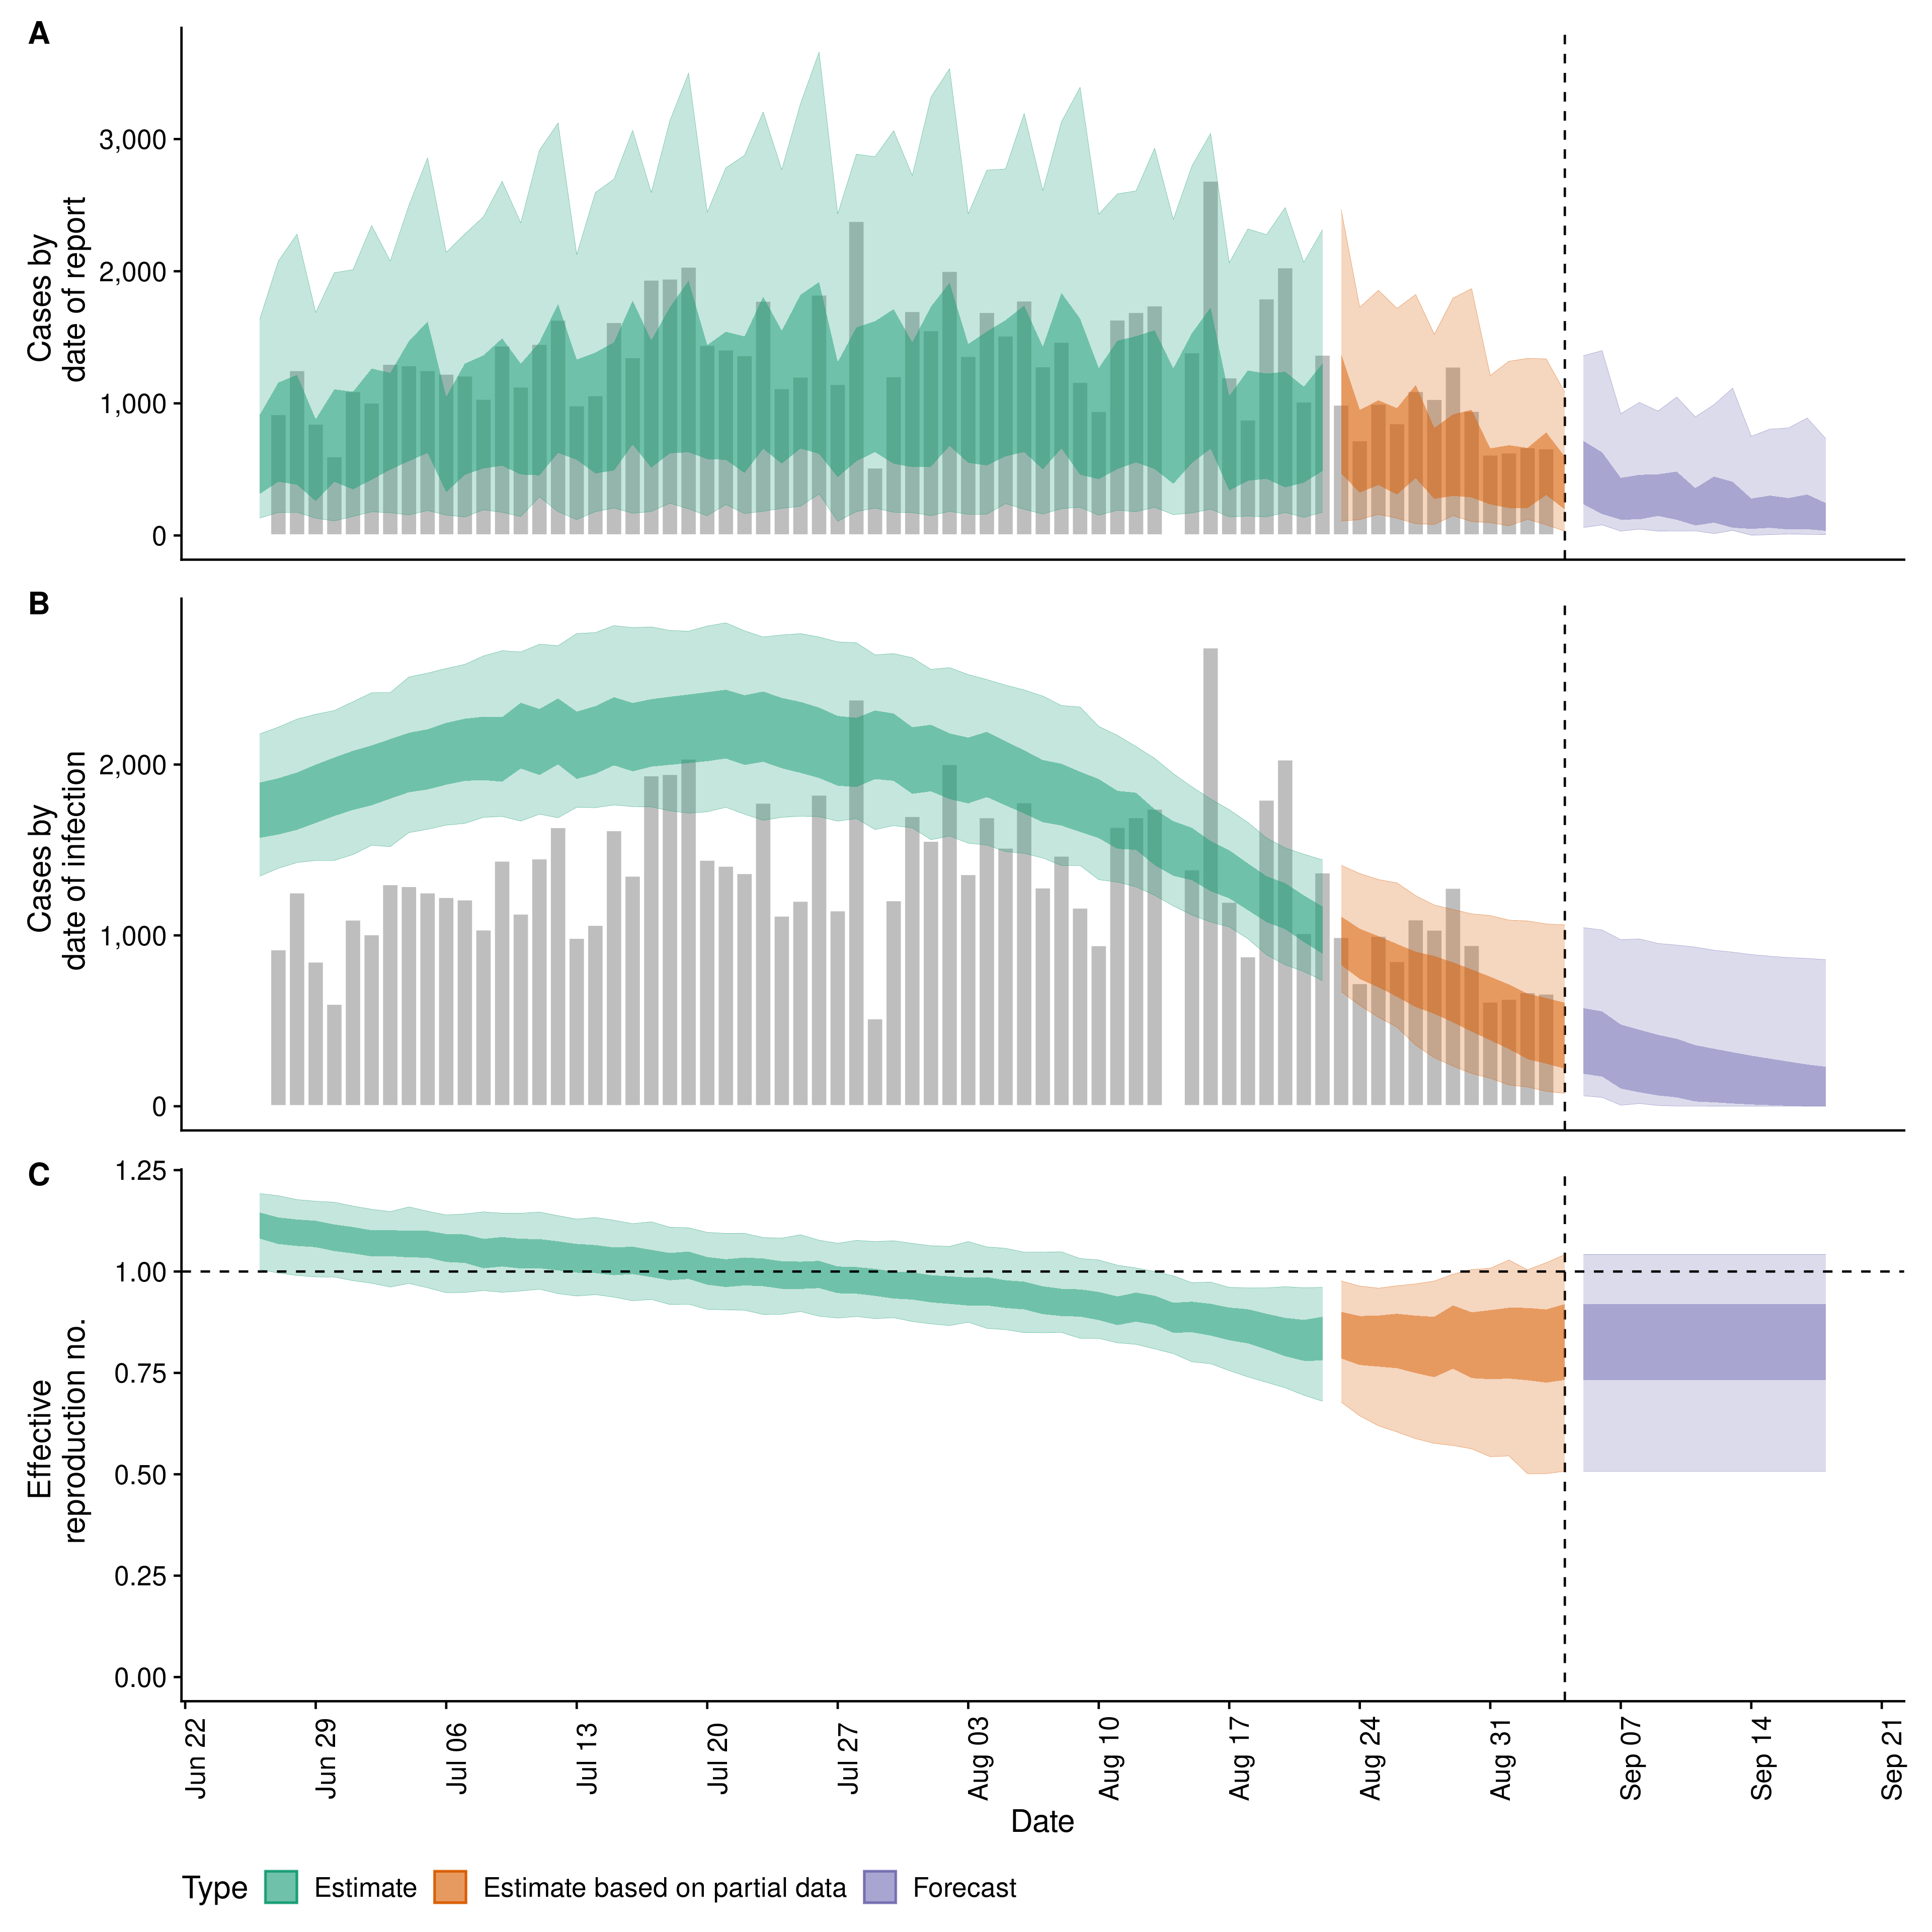 A
Cases by
date of report
3,000
2,000
1,000
0
B
Cases by
date of infection
2,000
1,000
0
C
Effective
reproduction no.
1.25
1.00
0.75
0.50
0.25
0.00
Jun 22
Jun 29
Jul 06
Jul 13
Jul 20
Jul 27
Aug 03
Aug 10
Aug 17
Aug 24
Aug 31
Sep 07
Sep 14
Sep 21
Date
Type Estimate Estimate based on partial data Forecast